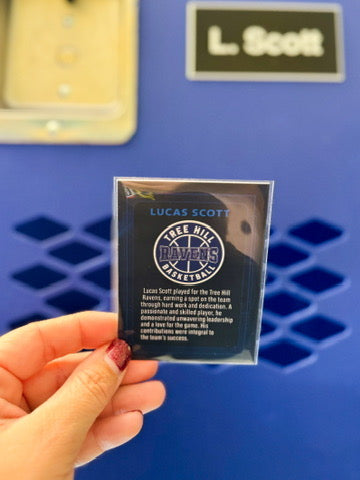 L. Scott
LUCAS SCOTT
TREE HILL
RAVENS
BASKETBALL
Lucas Scott played for the Tree Hill
Ravens, earning a spot on the team
through hard work and dedication. A
passionate and skilled player, he
demonstrated unwavering leadership
and a love for the game. His
contributions were integral to
the team's success.